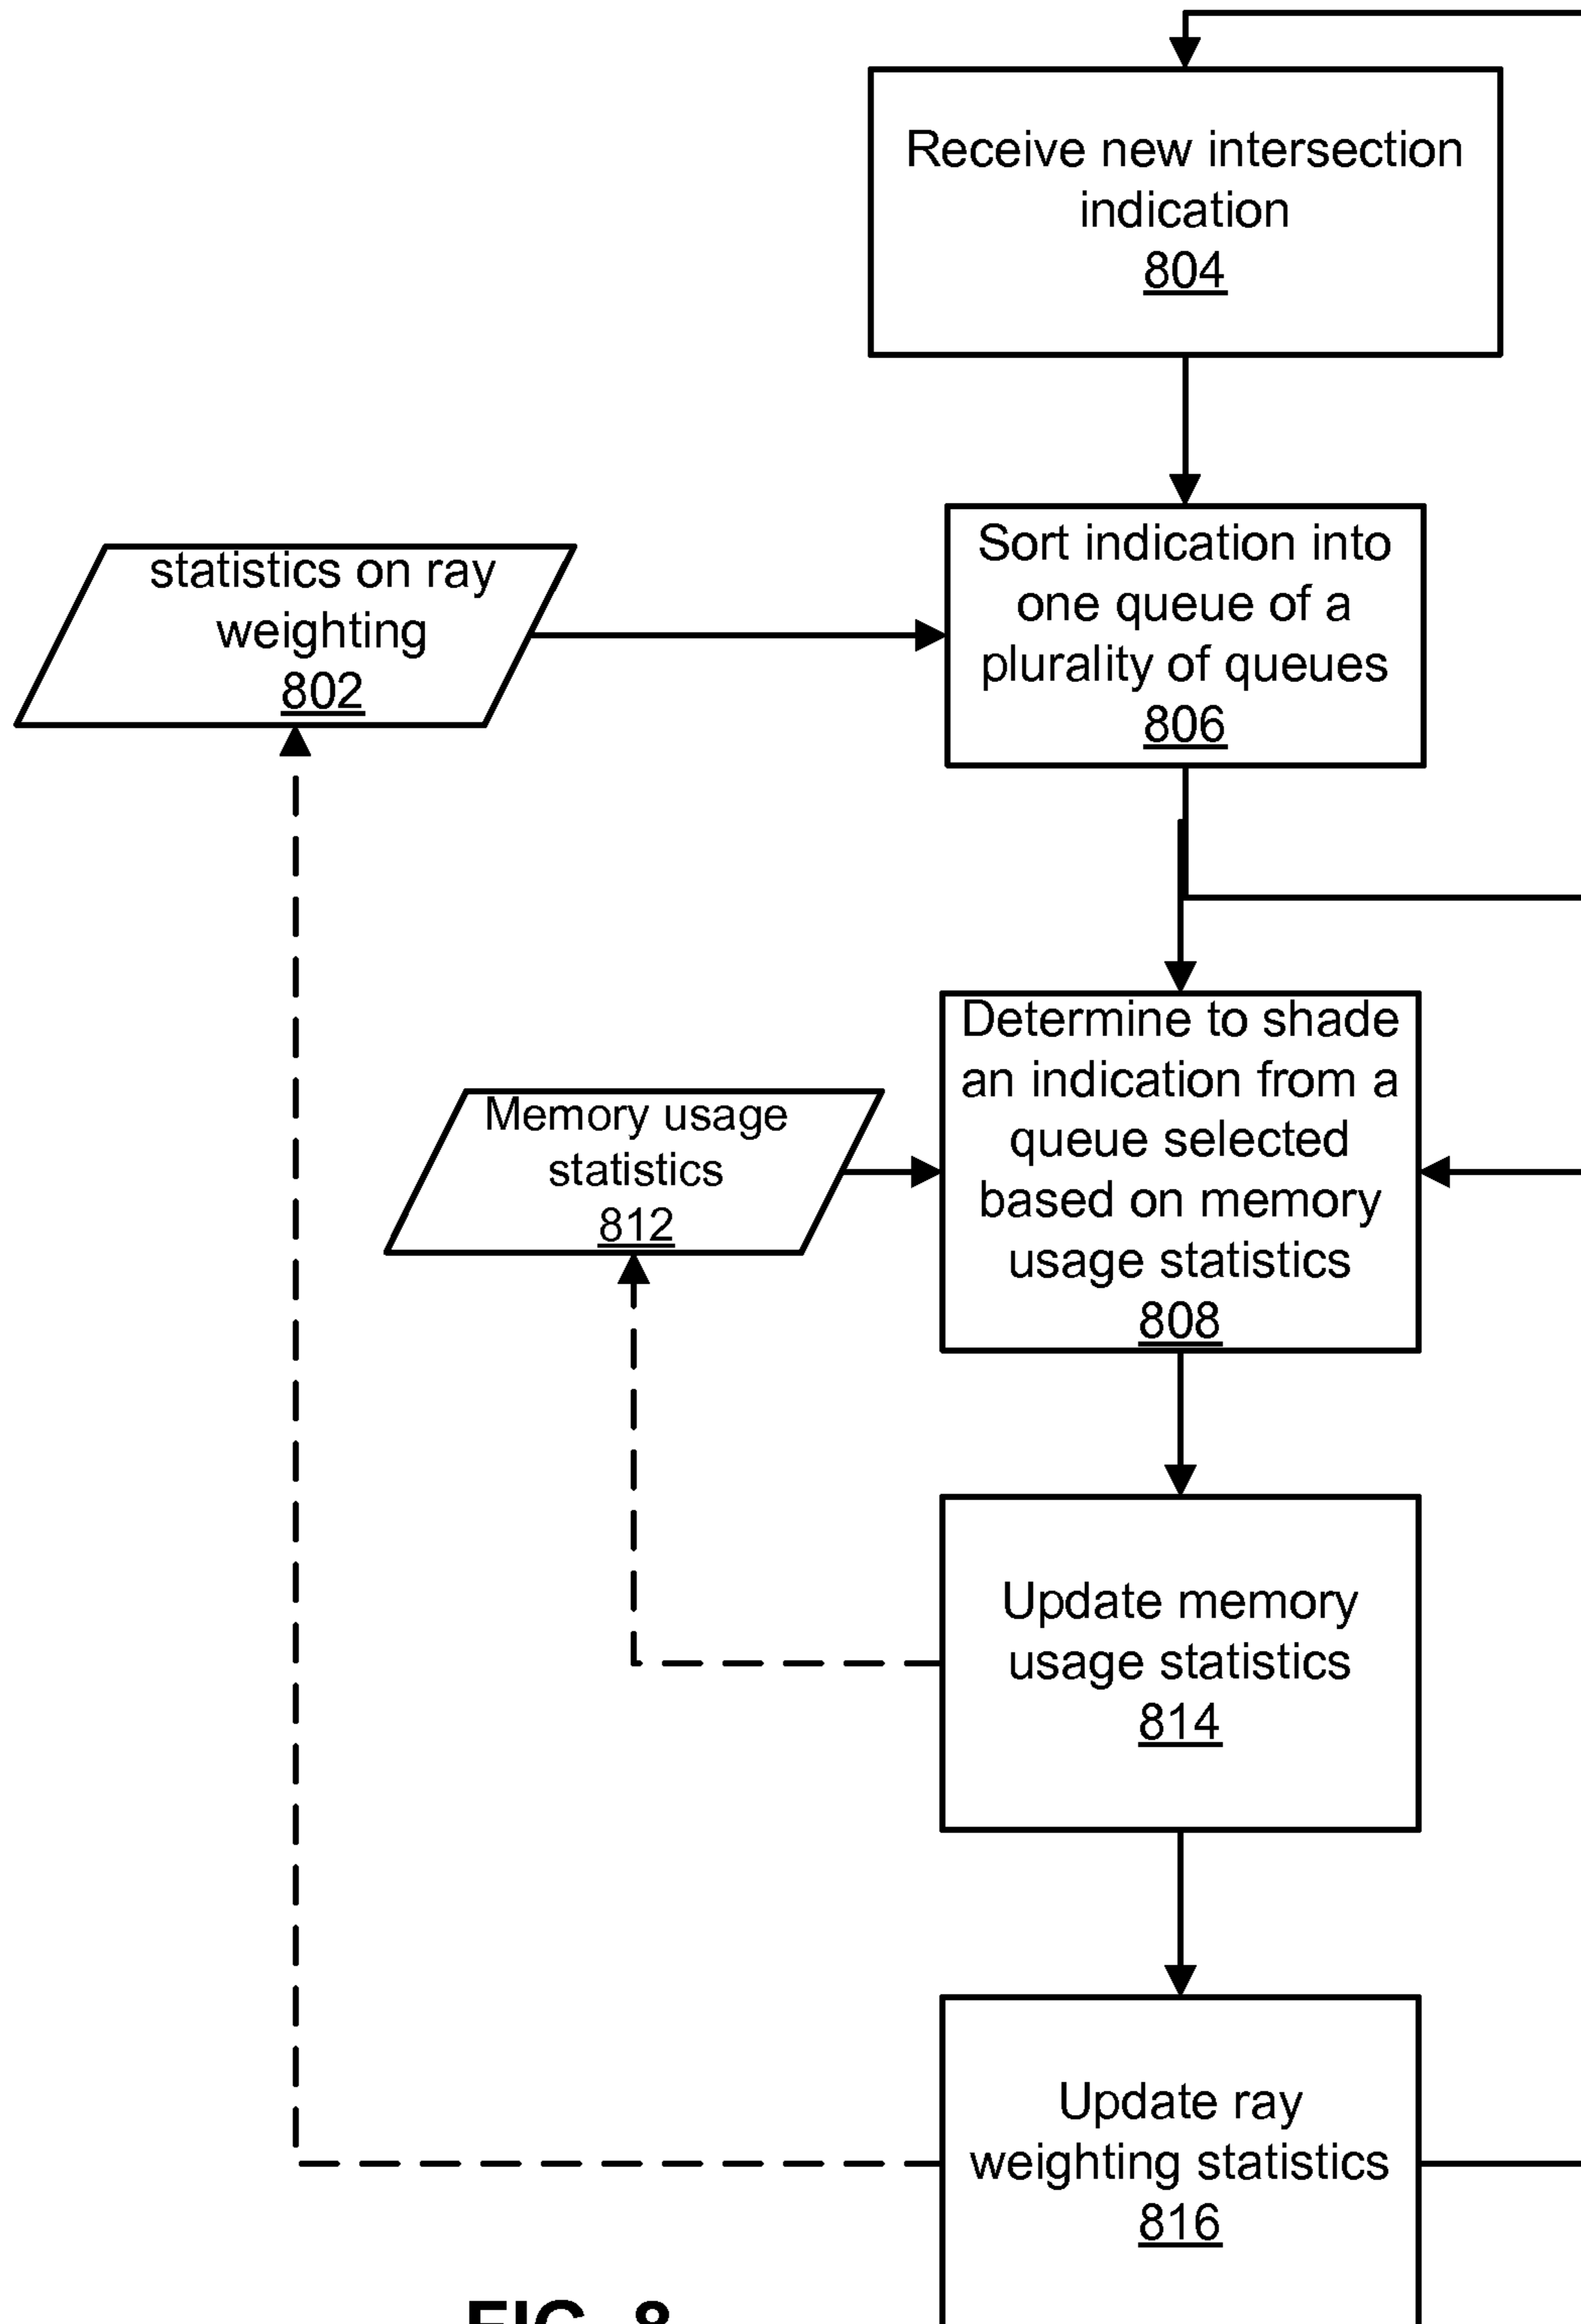 Receive new intersection
indication
804
statistics on ray
weighting
802
Sort indication into
one queue of a
plurality of queues
806
Memory usage
statistics
812
Determine to shade
an indication from a
queue selected
based on memory
usage statistics
808
Update memory
usage statistics
814
Update ray
weighting statistics
816
FIG. 8